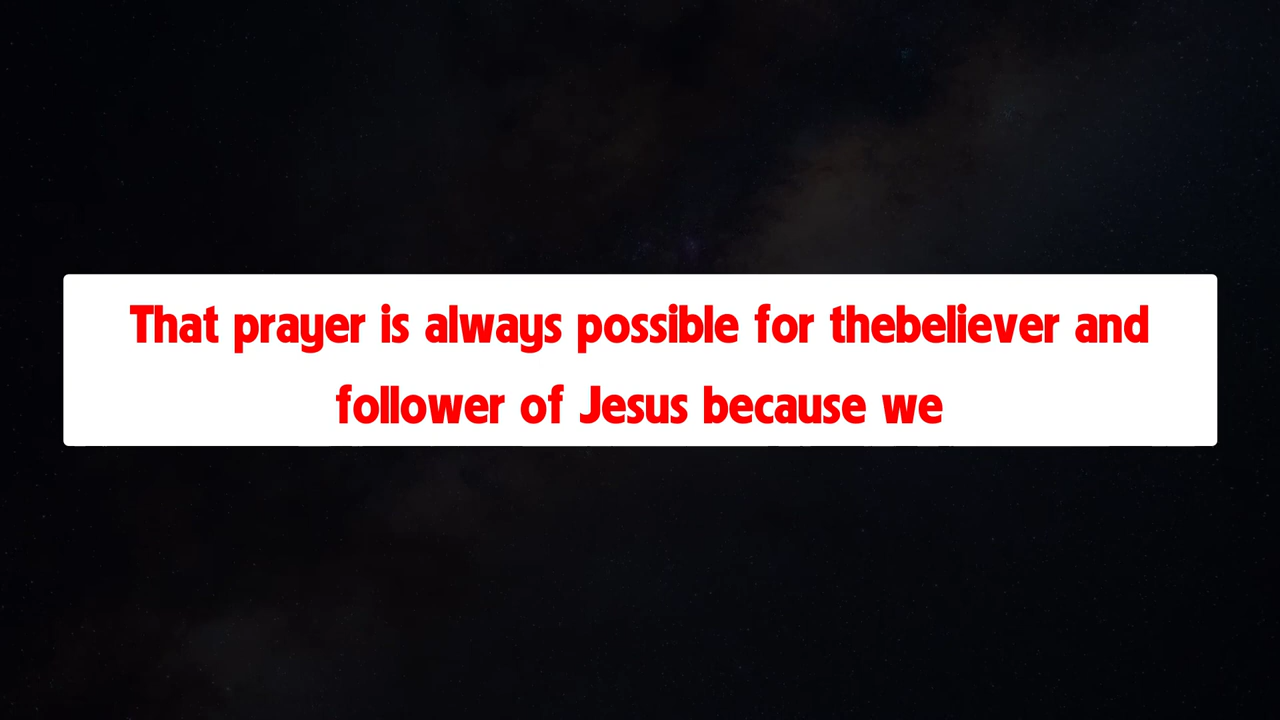 That prayer is always possible for thebeliever and
follower of Jesus because we